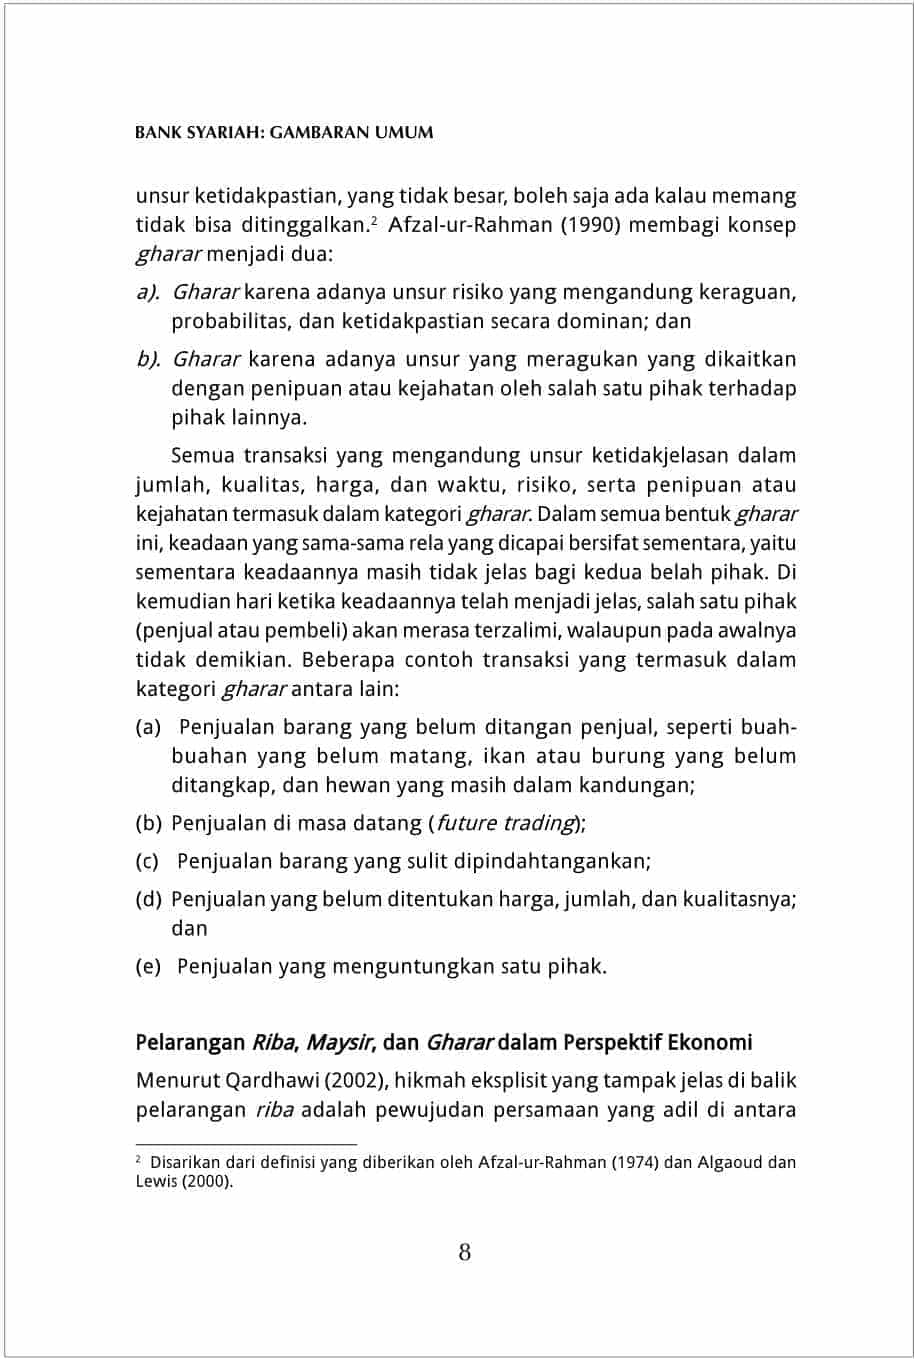 BANK SYARIAH: GAMBARAN UMUM
unsur ketidakpastian, yang tidak besar, boleh saja ada kalau memang
tidak bisa ditinggalkan.² Afzal-ur-Rahman (1990) membagi konsep
gharar menjadi dua:
a). Gharar karena adanya unsur risiko yang mengandung keraguan,
probabilitas, dan ketidakpastian secara dominan; dan
b). Gharar karena adanya unsur yang meragukan yang dikaitkan
dengan penipuan atau kejahatan oleh salah satu pihak terhadap
pihak lainnya.
Semua transaksi yang mengandung unsur ketidakjelasan dalam
jumlah, kualitas, harga, dan waktu, risiko, serta penipuan atau
kejahatan termasuk dalam kategori gharar. Dalam semua bentuk gharar
ini, keadaan yang sama-sama rela yang dicapai bersifat sementara, yaitu
sementara keadaannya masih tidak jelas bagi kedua belah pihak. Di
kemudian hari ketika keadaannya telah menjadi jelas, salah satu pihak
(penjual atau pembeli) akan merasa terzalimi, walaupun pada awalnya
tidak demikian. Beberapa contoh transaksi yang termasuk dalam
kategori gharar antara lain:
(a) Penjualan barang yang belum ditangan penjual, seperti buah-
buahan yang belum matang, ikan atau burung yang belum
ditangkap, dan hewan yang masih dalam kandungan;
(b) Penjualan di masa datang (future trading);
(c) Penjualan barang yang sulit dipindahtangankan;
(d) Penjualan yang belum ditentukan harga, jumlah, dan kualitasnya;
dan
(e) Penjualan yang menguntungkan satu pihak.
Pelarangan Riba, Maysir, dan Gharar dalam Perspektif Ekonomi
Menurut Qardhawi (2002), hikmah eksplisit yang tampak jelas di balik
pelarangan riba adalah pewujudan persamaan yang adil di antara
² Disarikan dari definisi yang diberikan oleh Afzal-ur-Rahman (1974) dan Algaoud dan
Lewis (2000).
8